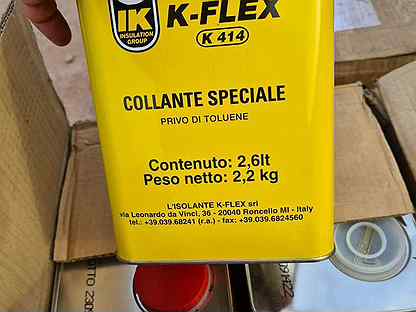 IK
INSULATION
GROUP
K-FLEX
K 414
COLLANTE SPECIALE
PRIVO DI TOLUENE
Contenuto: 2,6lt
Peso netto: 2,2 kg
L'ISOLANTE K-FLEX srl
via Leonardo da Vinci, 36 - 20040 Roncello MI - Italy
tel.: +39.039.68241 (r.a.) - fax: +39.039.6824560